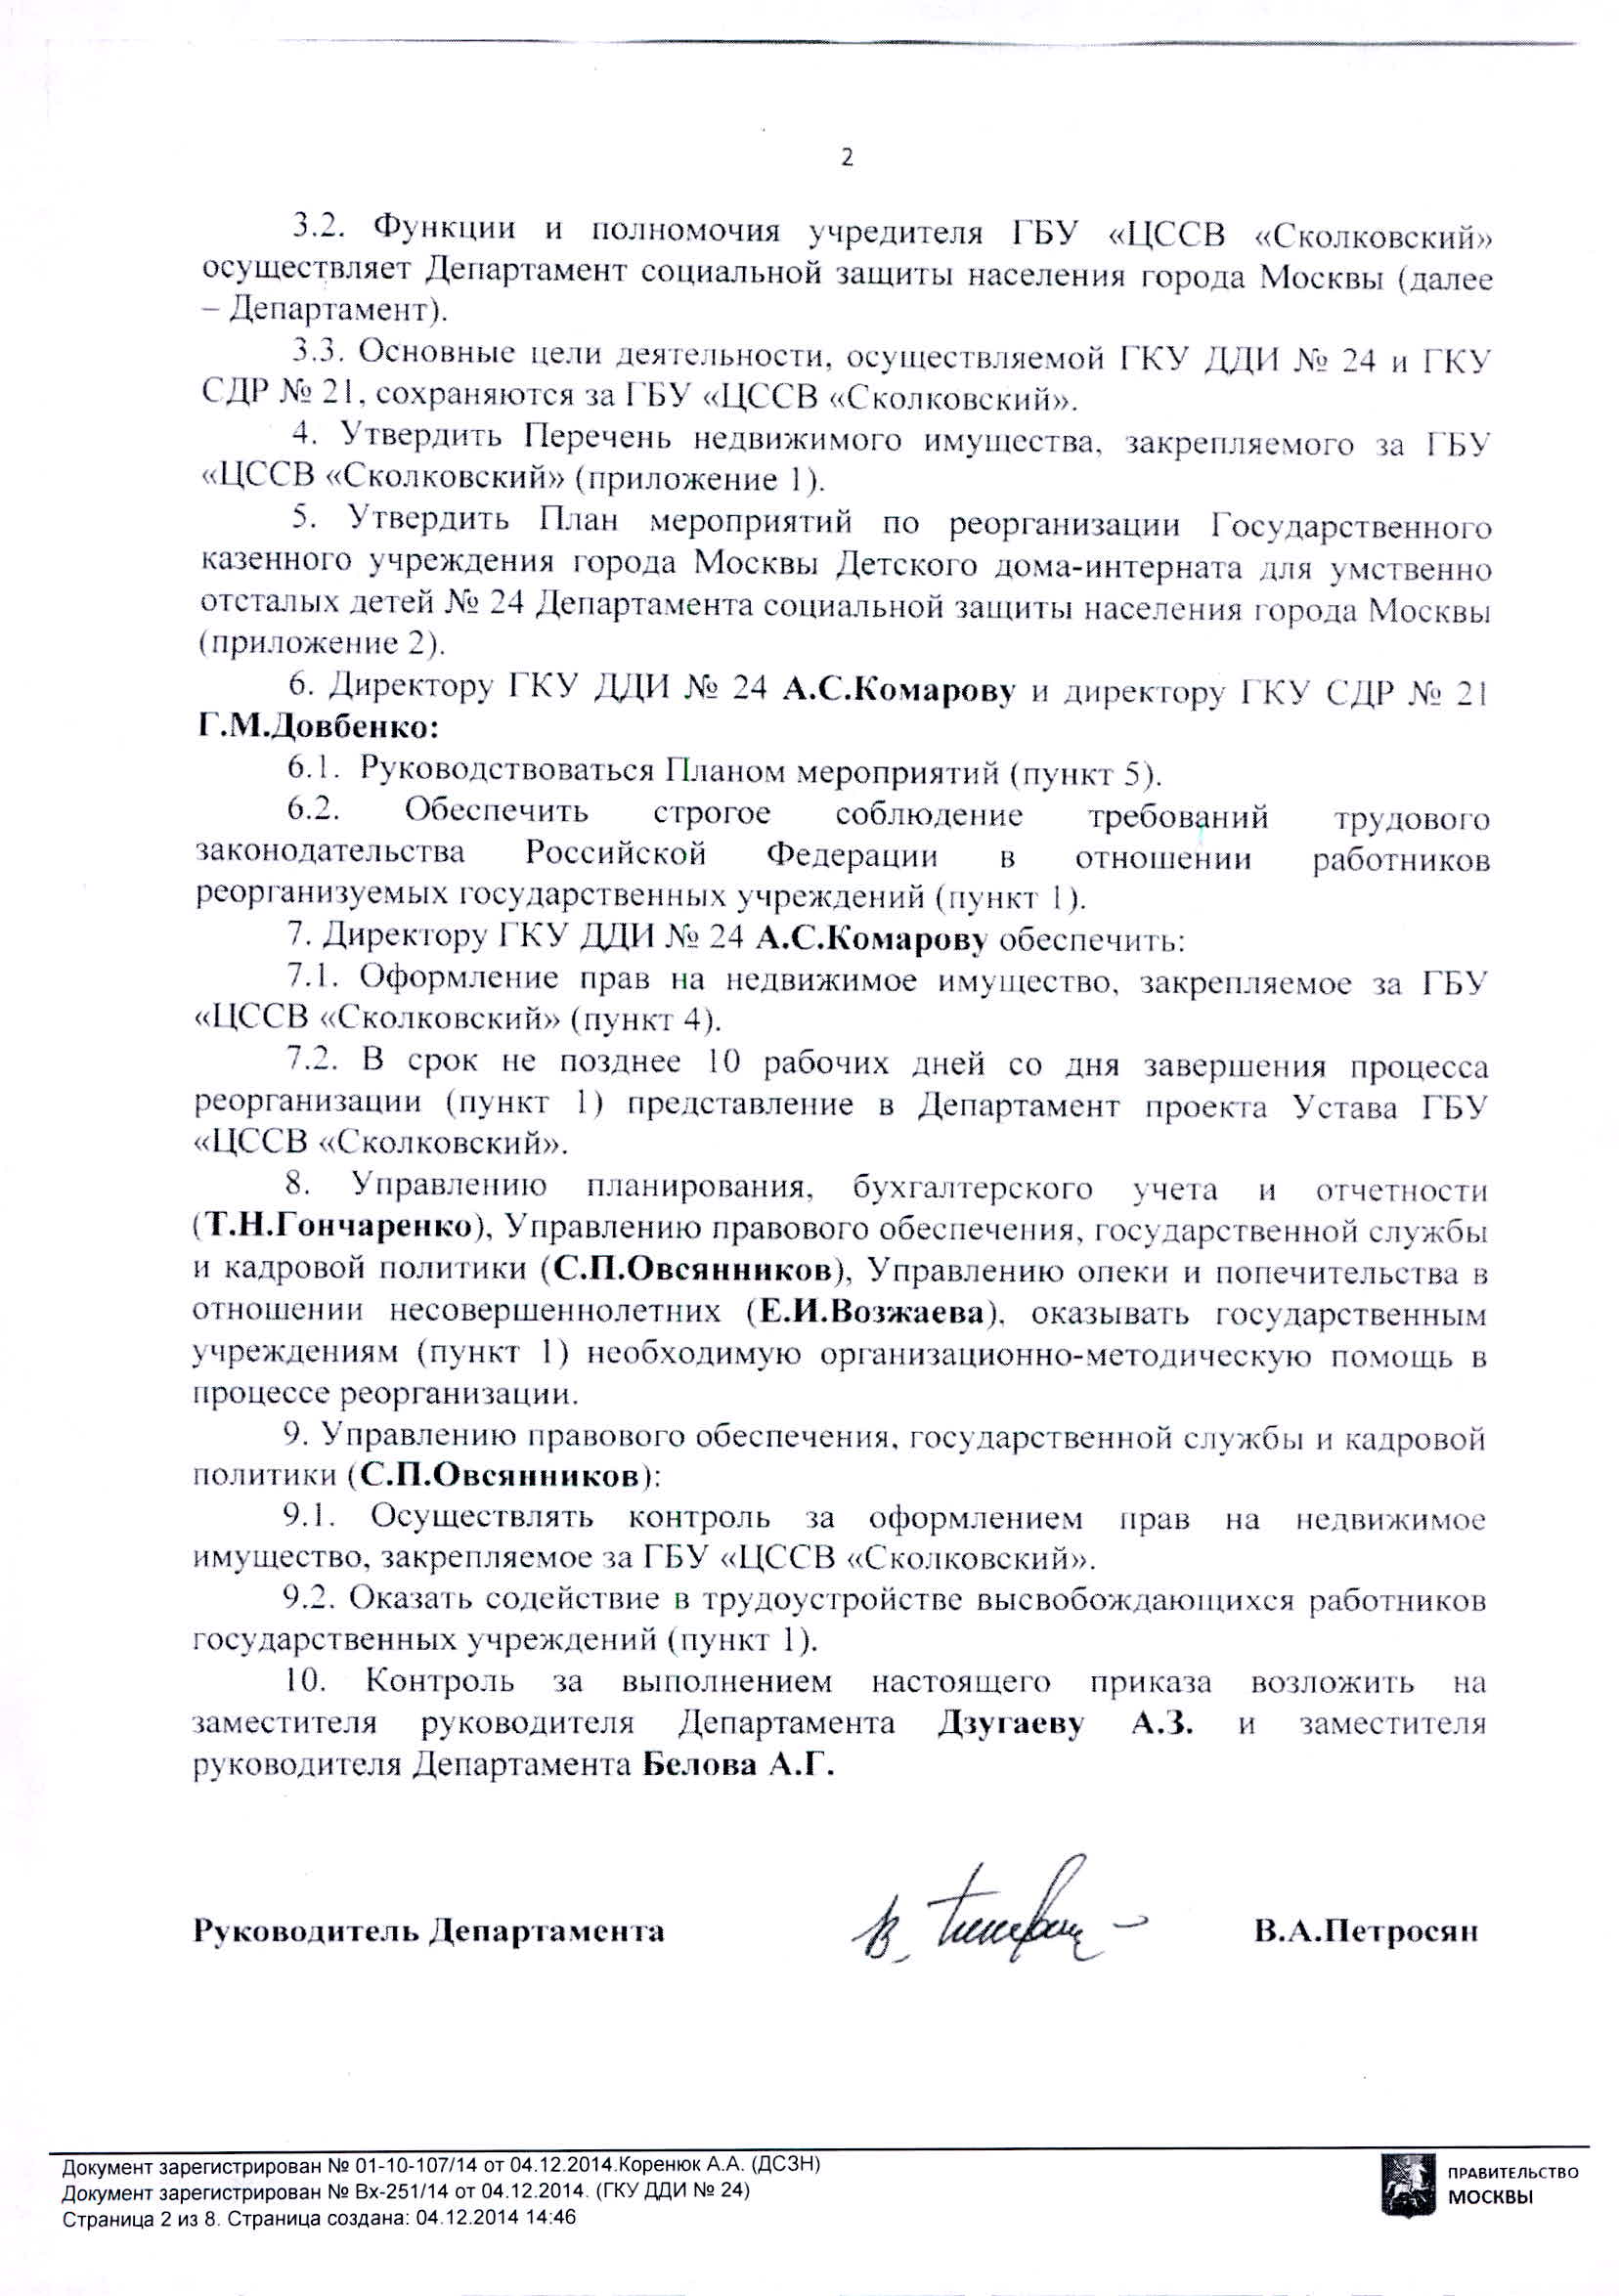 2
3.2. Функции и полномочия учредителя ГБУ «ЦССВ «Сколковский»
осуществляет Департамент социальной защиты населения города Москвы (далее
– Департамент).
3.3. Основные цели деятельности, осуществляемой ГКУ ДДИ № 24 и ГКУ
СДР № 21, сохраняются за ГБУ «ЦССВ «Сколковский».
4. Утвердить Перечень недвижимого имущества, закрепляемого за ГБУ
«ЦССВ «Сколковский» (приложение 1).
5. Утвердить План мероприятий по реорганизации Государственного
казенного учреждения города Москвы Детского дома-интерната для умственно
отсталых детей № 24 Департамента социальной защиты населения города Москвы
(приложение 2).
6. Директору ГКУ ДДИ № 24 А.С.Комарову и директору ГКУ СДР № 21
Г.М.Довбенко:
6.1. Руководствоваться Планом мероприятий (пункт 5).
6.2. Обеспечить строгое соблюдение требований трудового
законодательства Российской Федерации в отношении работников
реорганизуемых государственных учреждений (пункт 1).
7. Директору ГКУ ДДИ № 24 А.С.Комарову обеспечить:
7.1. Оформление прав на недвижимое имущество, закрепляемое за ГБУ
«ЦССВ «Сколковский» (пункт 4).
7.2. В срок не позднее 10 рабочих дней со дня завершения процесса
реорганизации (пункт 1) представление в Департамент проекта Устава ГБУ
«ЦССВ «Сколковский».
8. Управлению планирования, бухгалтерского учета и отчетности
(Т.Н.Гончаренко), Управлению правового обеспечения, государственной службы
и кадровой политики (С.П.Овсянников), Управлению опеки и попечительства в
отношении несовершеннолетних (Е.И.Возжаева), оказывать государственным
учреждениям (пункт 1) необходимую организационно-методическую помощь в
процессе реорганизации.
9. Управлению правового обеспечения, государственной службы и кадровой
политики (С.П.Овсянников):
9.1. Осуществлять контроль за оформлением прав на недвижимое
имущество, закрепляемое за ГБУ «ЦССВ «Сколковский».
9.2. Оказать содействие в трудоустройстве высвобождающихся работников
государственных учреждений (пункт 1).
10. Контроль за выполнением настоящего приказа возложить на
заместителя руководителя Департамента Дзугаеву А.З. и заместителя
руководителя Департамента Белова А.Г.
Руководитель Департамента В.А.Петросян
Документ зарегистрирован № 01-10-107/14 от 04.12.2014.Коренюк А.А. (ДСЗН)
Документ зарегистрирован № Вх-251/14 от 04.12.2014. (ГКУ ДДИ № 24)
Страница 2 из 8. Страница создана: 04.12.2014 14:46
ПРАВИТЕЛЬСТВО
МОСКВЫ